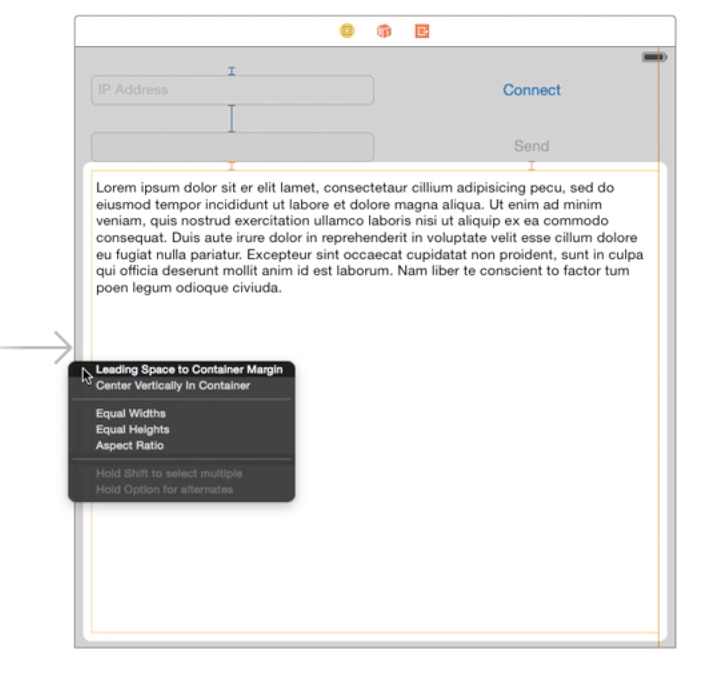 IP Address
Connect
Send
Lorem ipsum dolor sit er elit lamet, consectetaur cillium adipisicing pecu, sed do
eiusmod tempor incididunt ut labore et dolore magna aliqua. Ut enim ad minim
veniam, quis nostrud exercitation ullamco laboris nisi ut aliquip ex ea commodo
consequat. Duis aute irure dolor in reprehenderit in voluptate velit esse cillum dolore
eu fugiat nulla pariatur. Excepteur sint occaecat cupidatat non proident, sunt in culpa
qui officia deserunt mollit anim id est laborum. Nam liber te conscient to factor tum
poen legum odioque civiuda.
Leading Space to Container Margin
Center Vertically In Container
Equal Widths
Equal Heights
Aspect Ratio
Hold Shift to select multiple
Hold Option for alternates